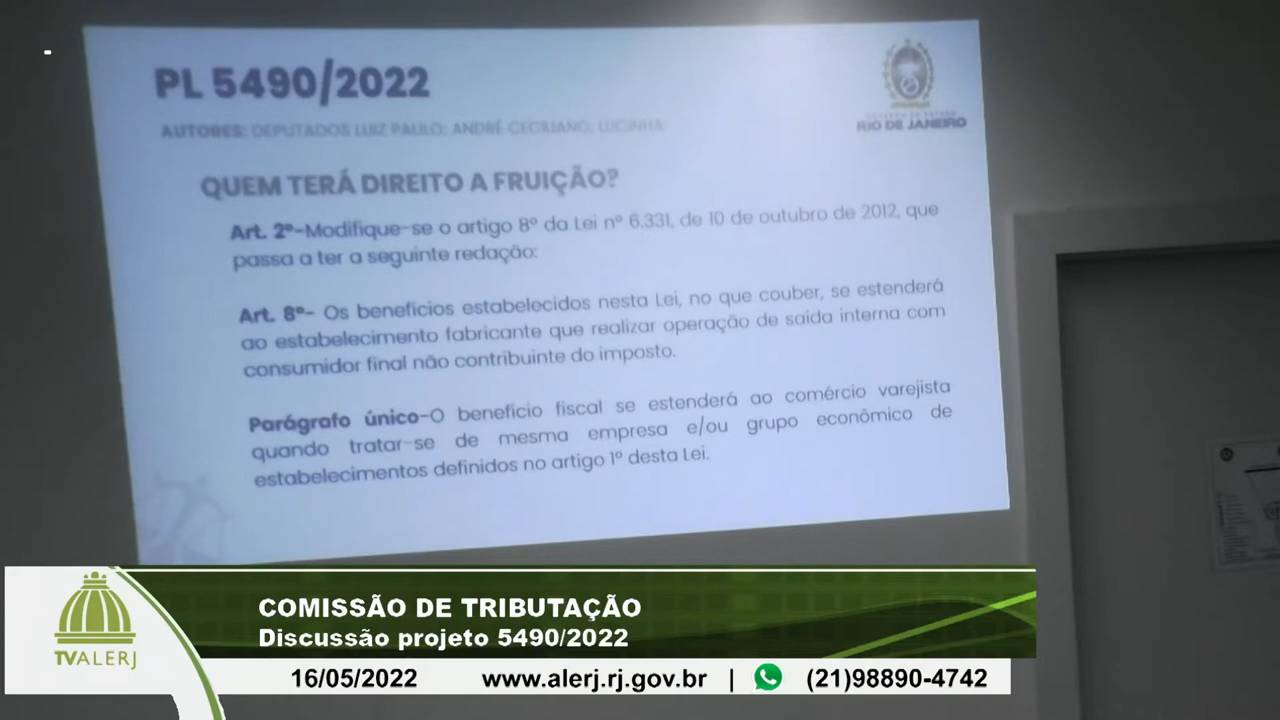 PL 5490/2022
AUTORES: DEPUTADOS LUIZ PAULO; ANDRÉ CECILIANO; LUCINHA
RIO DE JANEIRO
QUEM TERÁ DIREITO A FRUIÇÃO?
Art. 2º-Modifique-se o artigo 8º da Lei nº 6.331, de 10 de outubro de 2012, que
passa a ter a seguinte redação:
Art. 8º- Os benefícios estabelecidos nesta Lei, no que couber, se estenderá
ao estabelecimento fabricante que realizar operação de saída interna com
consumidor final não contribuinte do imposto.
Parágrafo único-O benefício fiscal se estenderá ao comércio varejista
quando tratar-se de mesma empresa e/ou grupo econômico de
estabelecimentos definidos no artigo 1º desta Lei.
COMISSÃO DE TRIBUTAÇÃO
Discussão projeto 5490/2022
TVALERJ
16/05/2022 www.alerj.rj.gov.br | (21)98890-4742